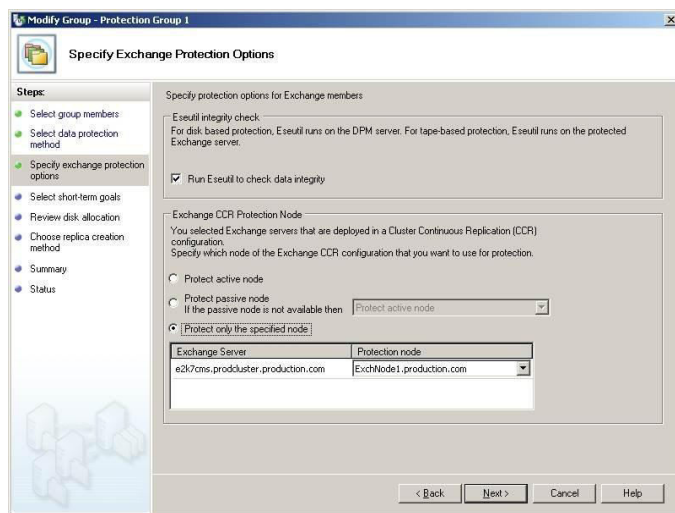 Modify Group - Protection Group 1
Specify Exchange Protection Options
Steps:
Select group members
Select data protection
method
Specify exchange protection
options
Select short-term goals
Review disk allocation
Choose replica creation
method
Summary
Status
Specify protection options for Exchange members
Eseutil integrity check
For disk based protection, Eseutil runs on the DPM server. For tape-based protection, Eseutil runs on the protected
Exchange server.
Run Eseutil to check data integrity
Exchange CCR Protection Node
You selected Exchange servers that are deployed in a Cluster Continuous Replication (CCR)
configuration.
Specify which node of the Exchange CCR configuration that you want to use for protection.
Protect active node
Protect passive node
If the passive node is not available then Protect active node
Protect only the specified node
Exchange Server Protection node
e2k7cms.prodcluster.production.com ExchNode1.production.com
< Back Next > Cancel Help